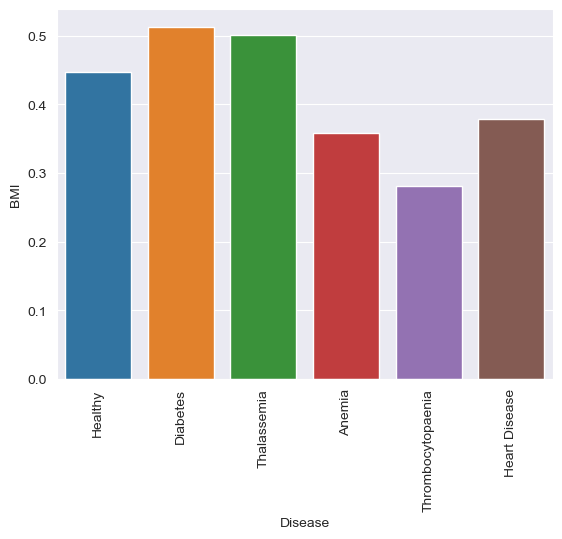 0.5
0.4
0.3
0.2
0.1
0.0
BMI
Healthy
Diabetes
Thalassemia
Anemia
Thrombocytopaenia
Heart Disease
Disease